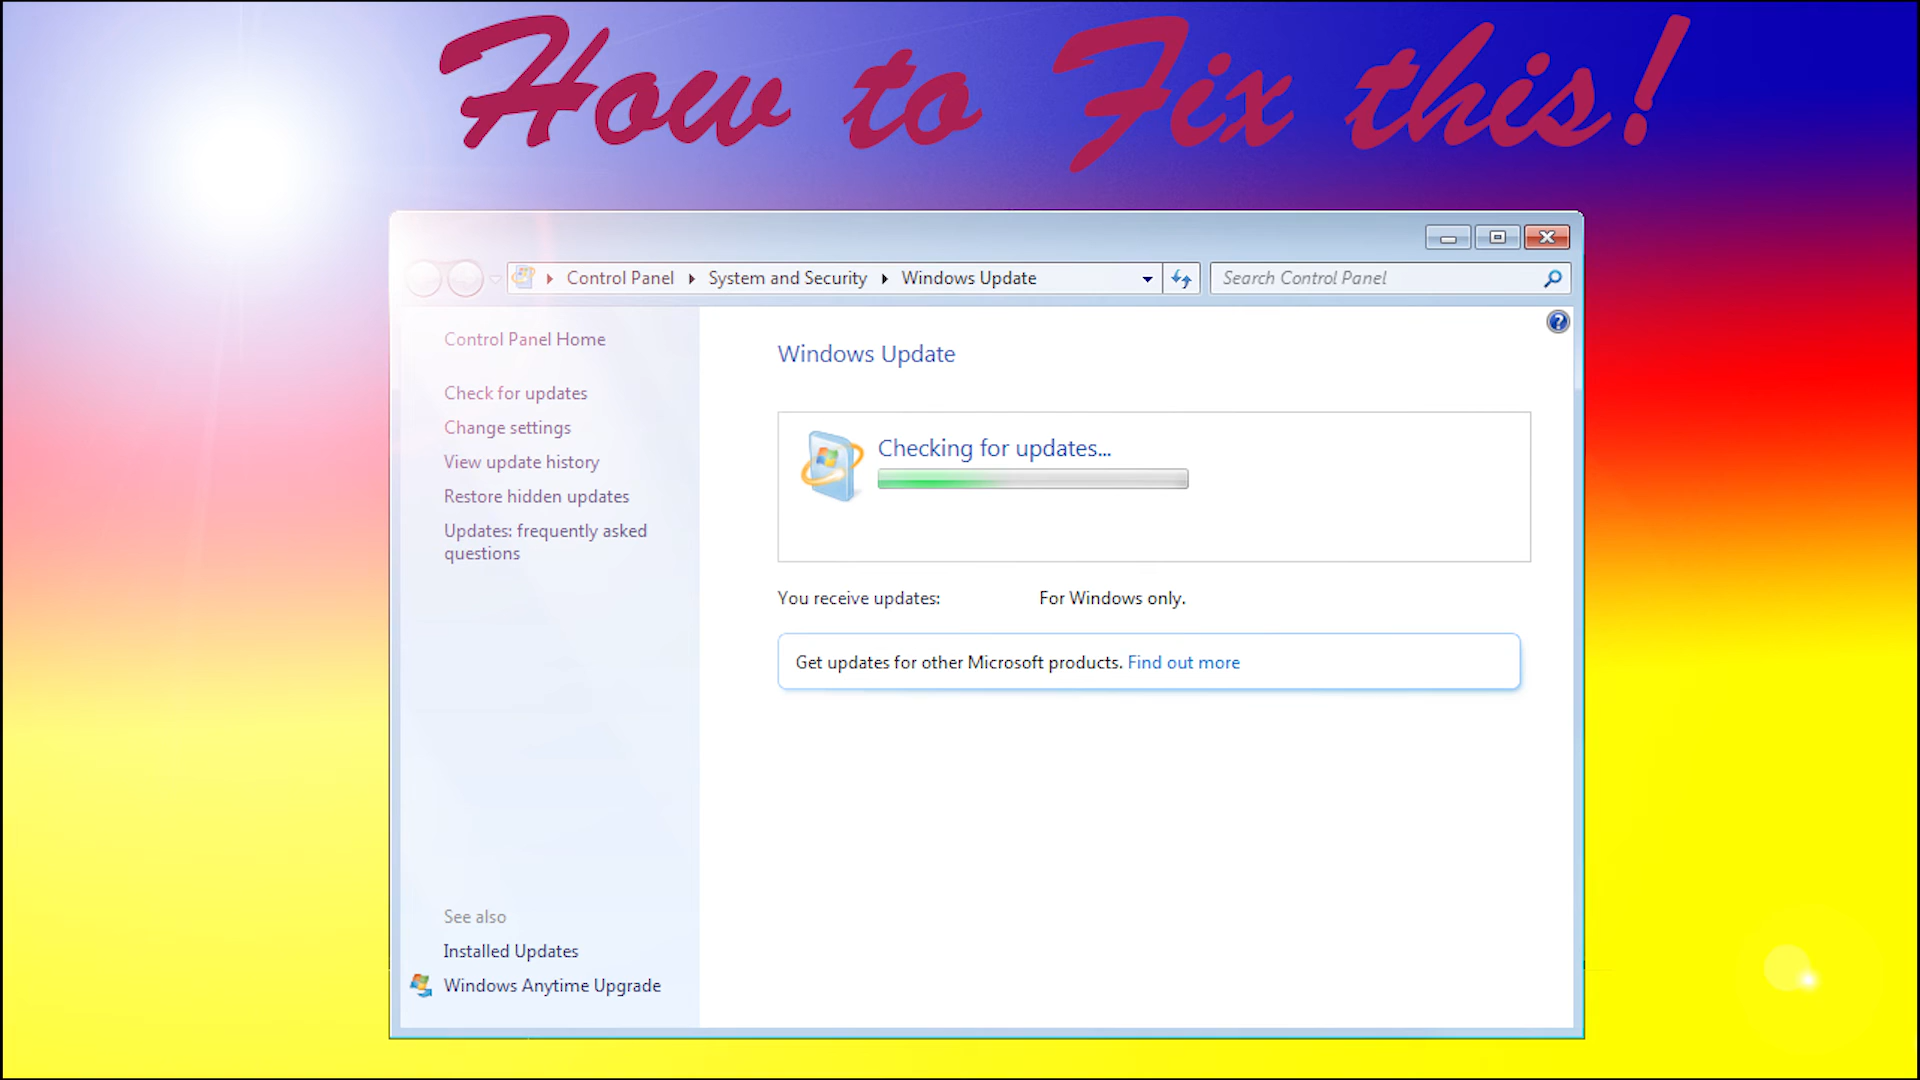 How to Fix this!
Control Panel
System and Security
Windows Update
Search Control Panel
Control Panel Home
Check for updates
Change settings
View update history
Restore hidden updates
Updates: frequently asked
questions
See also
Installed Updates
Windows Anytime Upgrade
Windows Update
Checking for updates...
You receive updates: For Windows only.
Get updates for other Microsoft products. Find out more